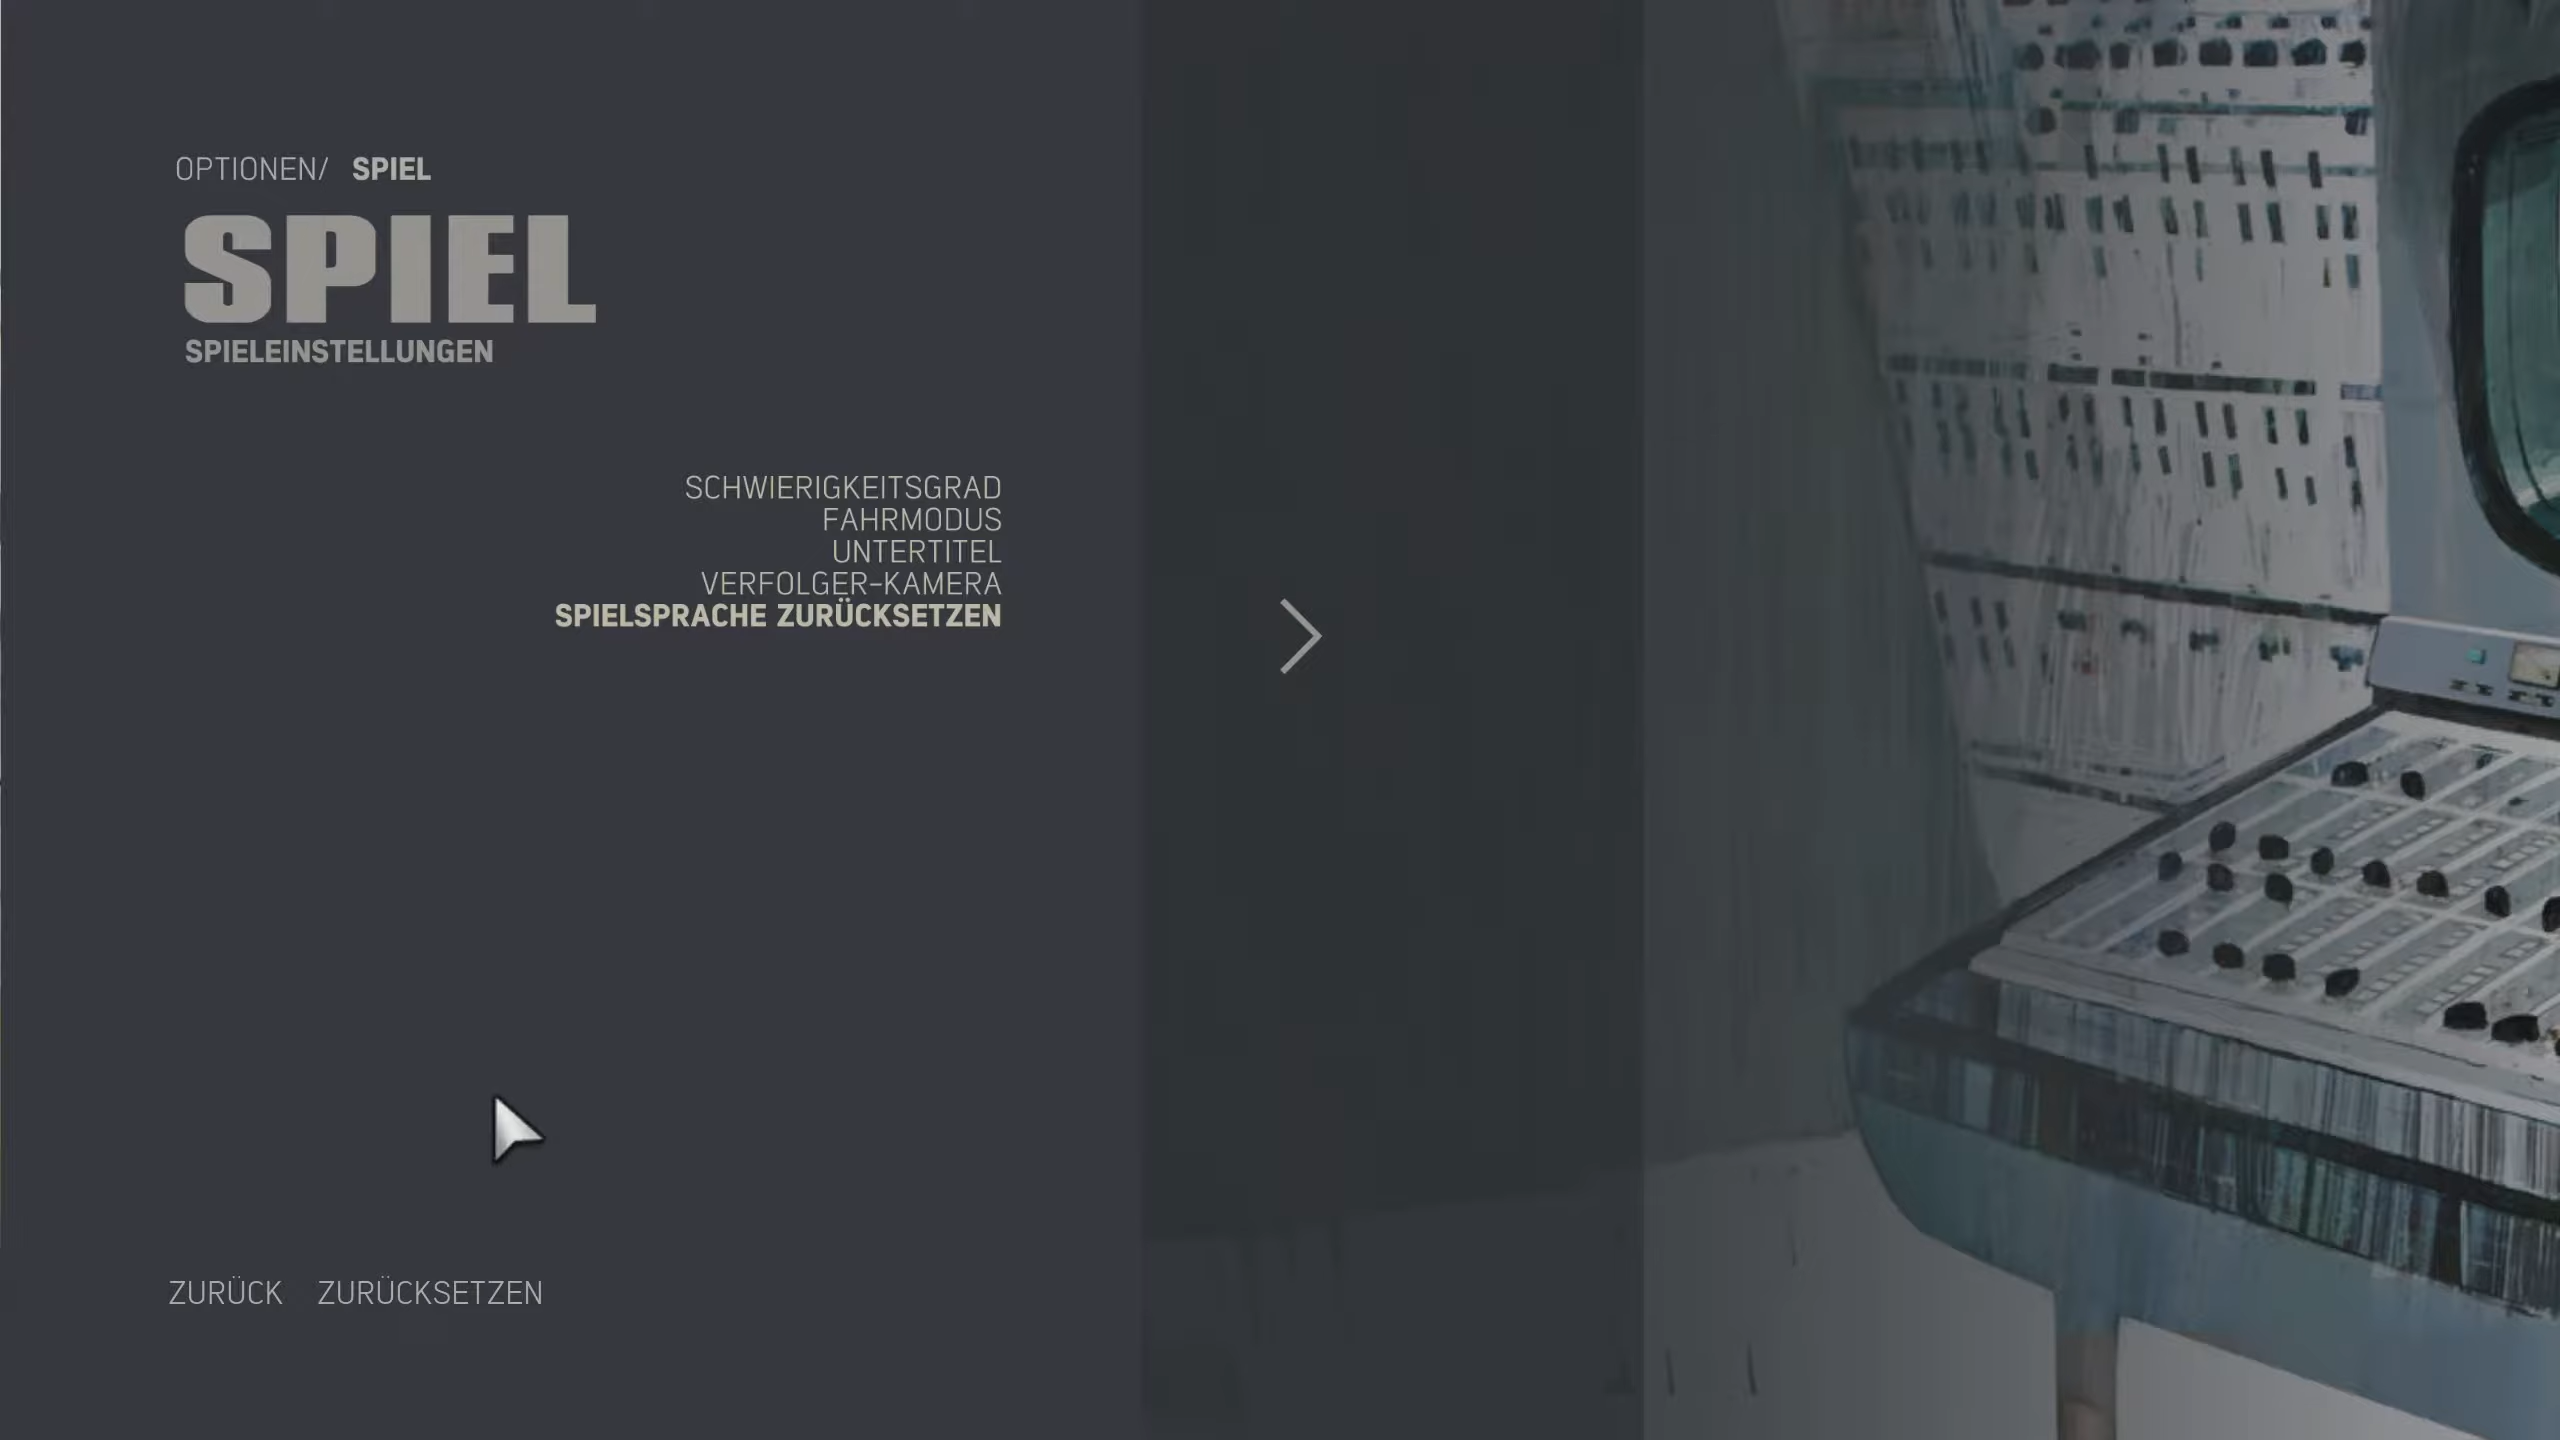 OPTIONEN/ SPIEL
SPIEL
SPIELEINSTELLUNGEN
SCHWIERIGKEITSGRAD
FAHRMODUS
UNTERTITEL
VERFOLGER-KAMERA
SPIELSPRACHE ZURÜCKSETZEN
ZURÜCK ZURÜCKSETZEN